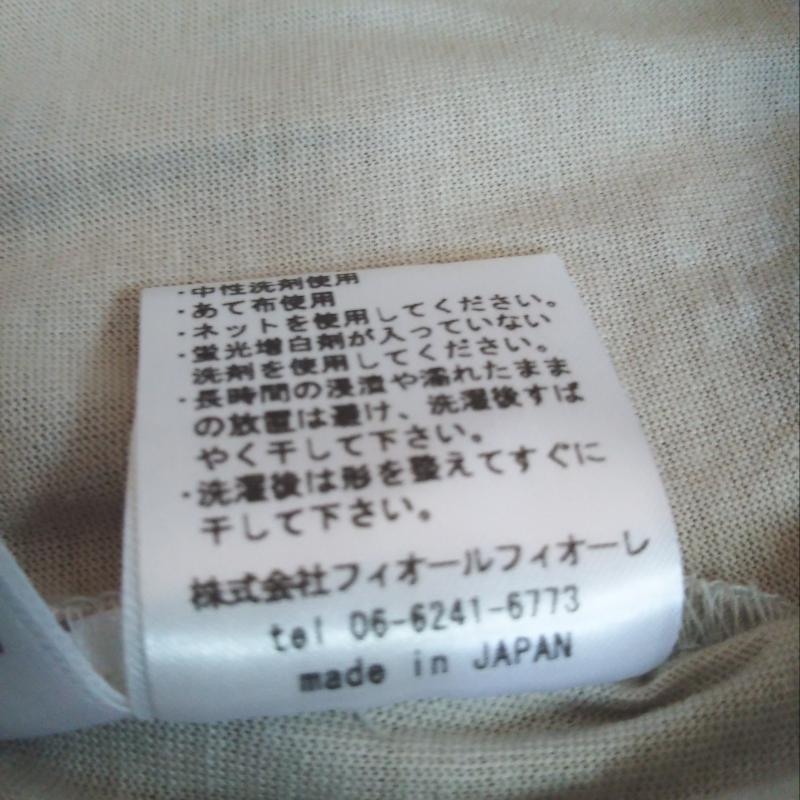 ・中性洗剤使用
・あて布使用
・ネットを使用してください。
・蛍光増白剤が入っていない
洗剤を使用してください。
・長時間の浸漬や濡れたまま
の放置は避け、洗濯後すば
やく干して下さい。
・洗濯後は形を整えてすぐに
干して下さい。
株式会社フィオールフィオーレ
tel 06-6241-6773
made in JAPAN